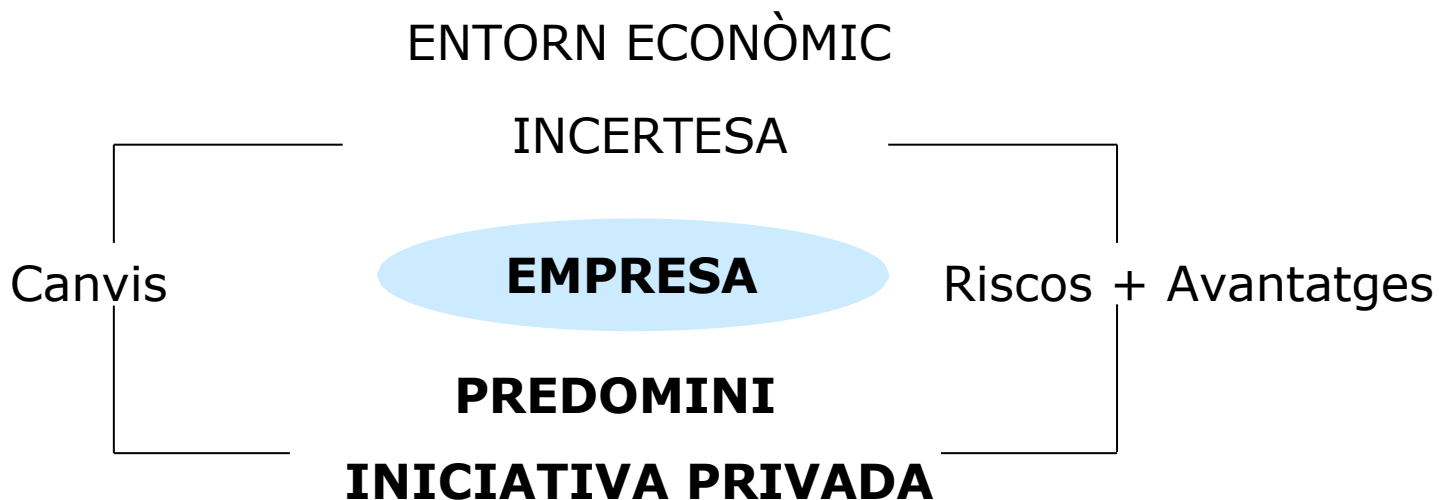 ENTORN ECONÒMIC
INCERTESA
EMPRESA
Canvis
Riscos + Avantatges
PREDOMINI
INICIATIVA PRIVADA